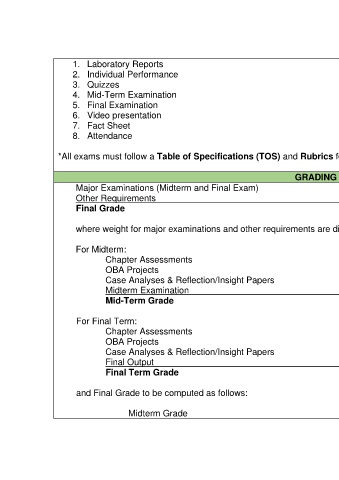 1. Laboratory Reports
2. Individual Performance
3. Quizzes
4. Mid-Term Examination
5. Final Examination
6. Video presentation
7. Fact Sheet
8. Attendance
*All exams must follow a Table of Specifications (TOS) and Rubrics f
GRADING
Major Examinations (Midterm and Final Exam)
Other Requirements
Final Grade
where weight for major examinations and other requirements are di
For Midterm:
Chapter Assessments
OBA Projects
Case Analyses & Reflection/Insight Papers
Midterm Examination
Mid-Term Grade
For Final Term:
Chapter Assessments
OBA Projects
Case Analyses & Reflection/Insight Papers
Final Output
Final Term Grade
and Final Grade to be computed as follows:
Midterm Grade